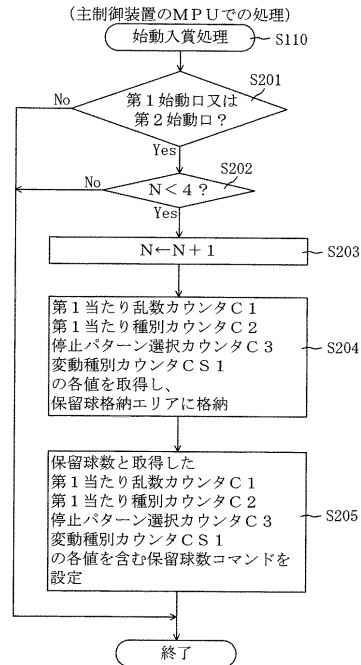 (主制御装置のMPUでの処理)
始動入賞処理
S110
S201
No
第1始動口又は
第2始動口?
Yes
S202
No
N<4?
Yes
N←N+1
S203
第1当たり乱数カウンタC1
第1当たり種別カウンタC2
停止パターン選択カウンタC3
変動種別カウンタCS1
の各値を取得し、
保留球格納エリアに格納
S204
保留球数と取得した
第1当たり乱数カウンタC1
第1当たり種別カウンタC2
停止パターン選択カウンタC3
変動種別カウンタCS1
の各値を含む保留球数コマンドを
設定
S205
終了